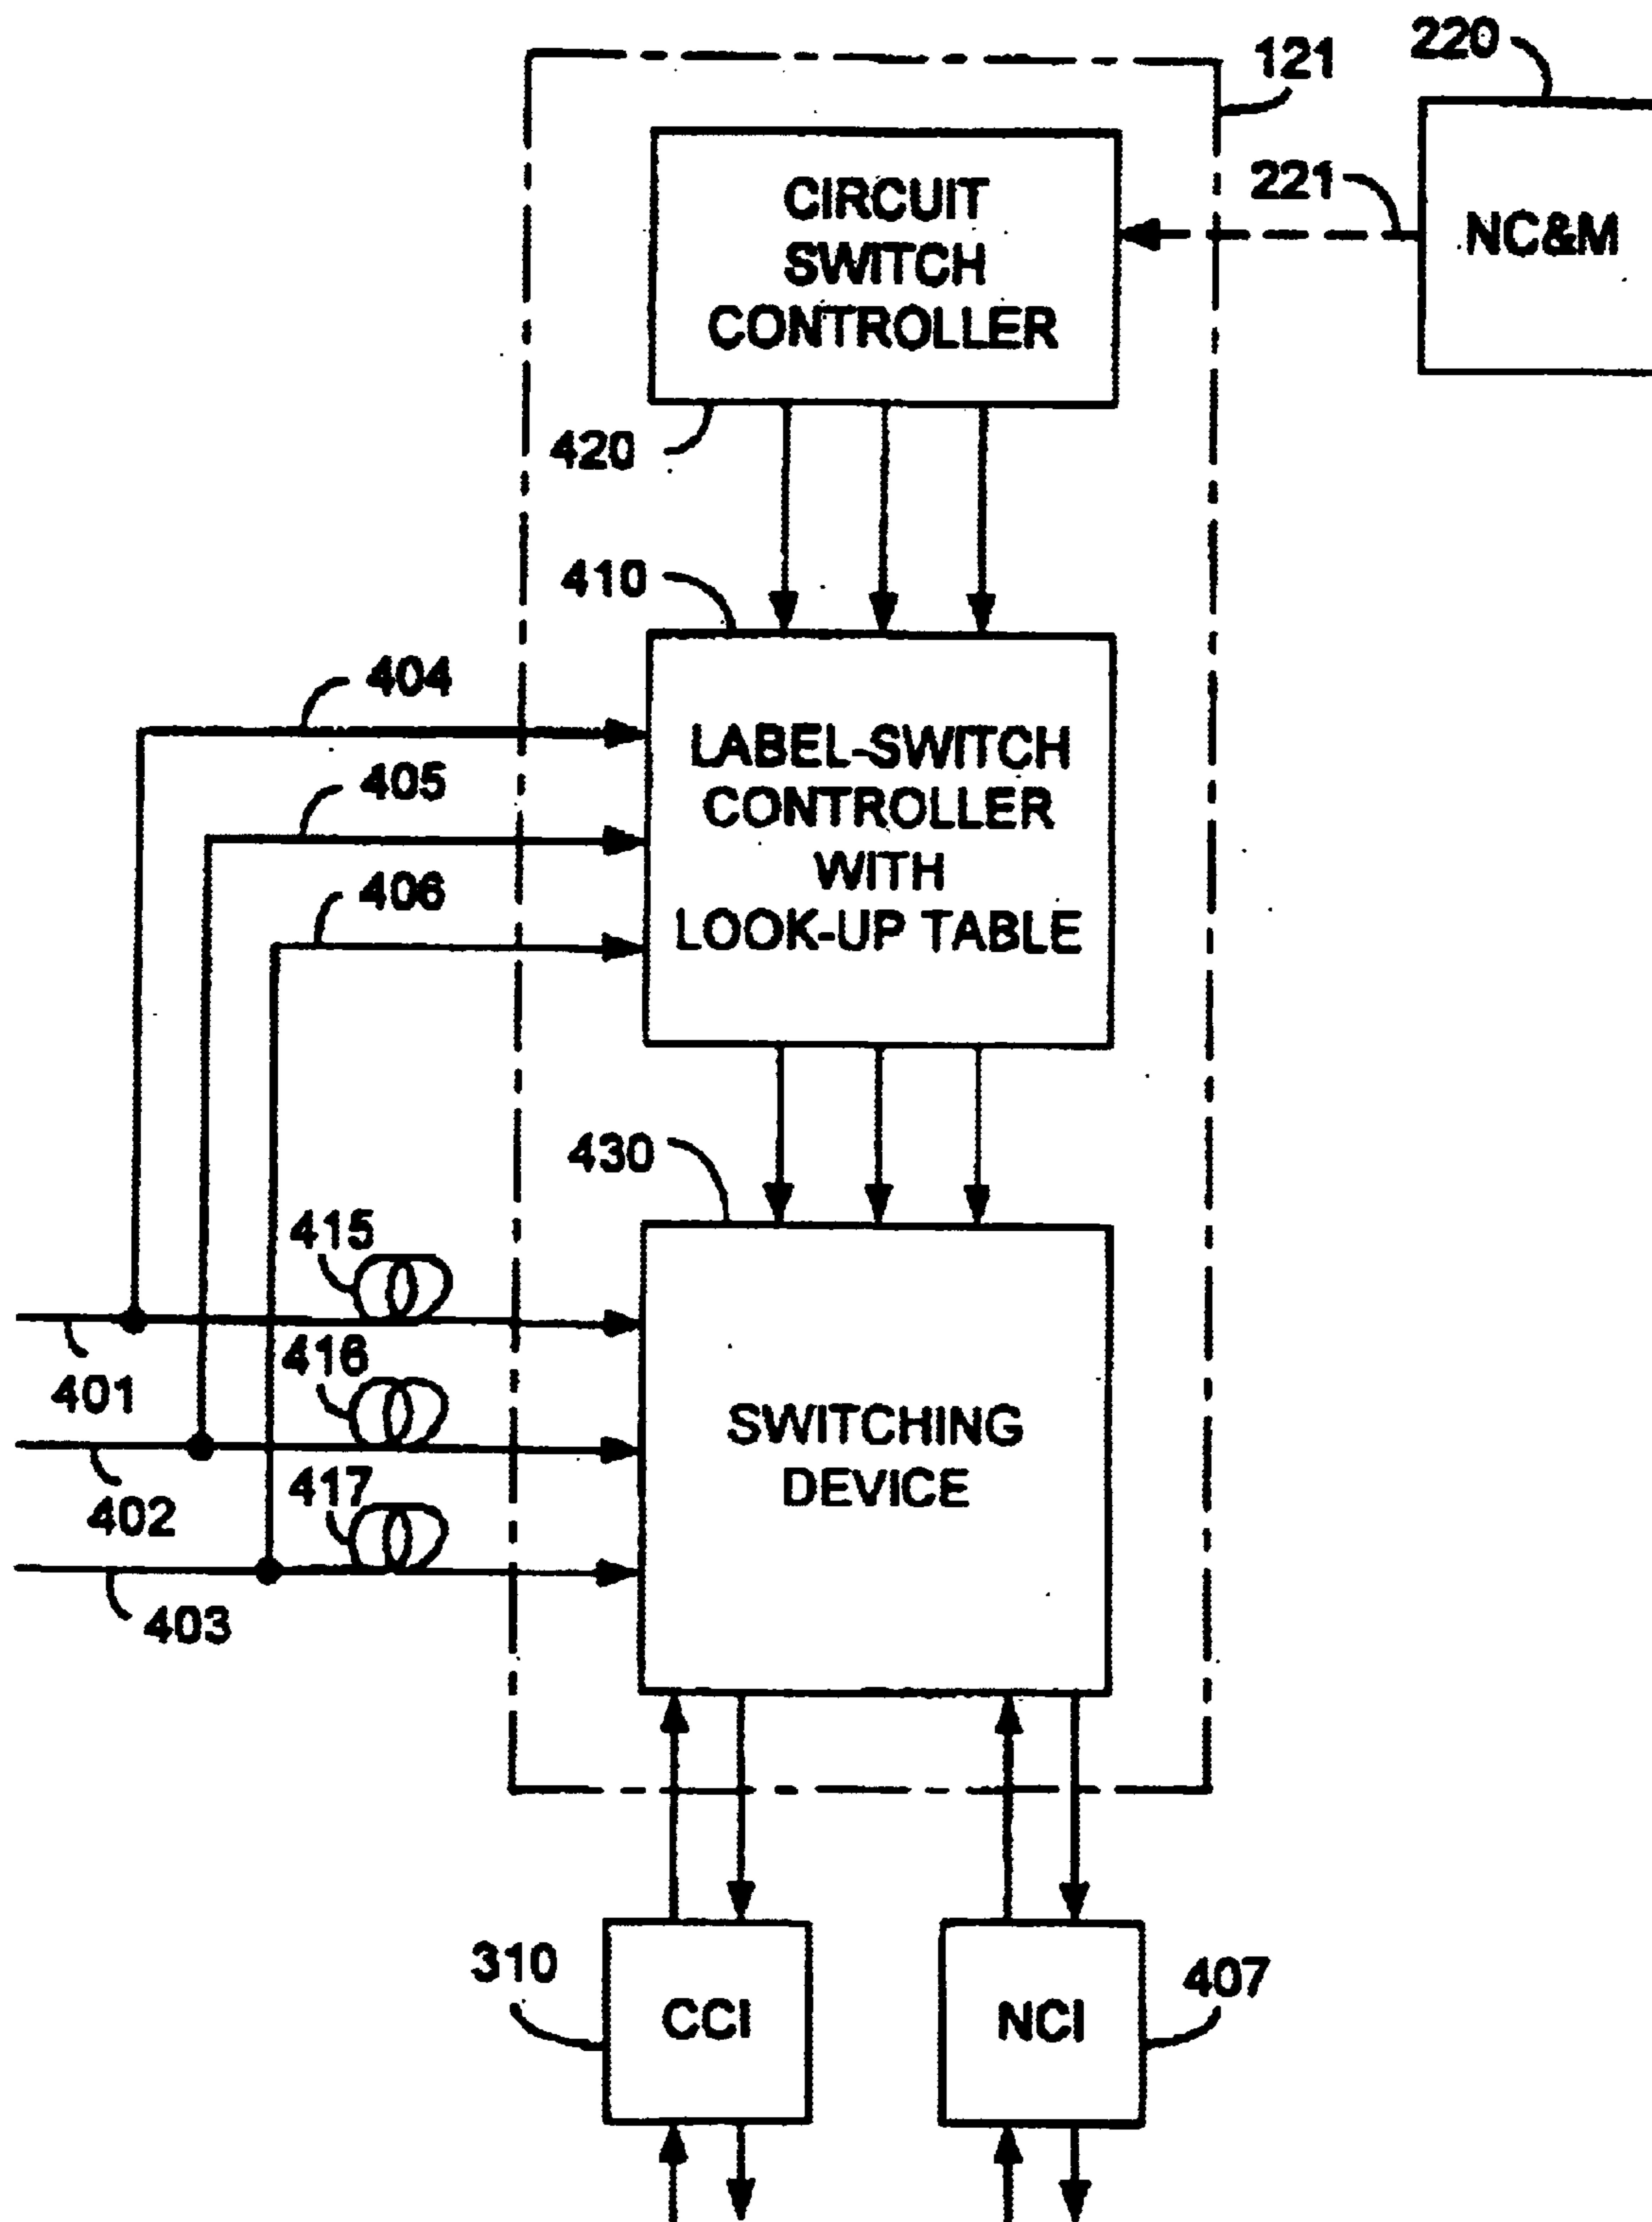 220
121
CIRCUIT
SWITCH
CONTROLLER
221
NC&M
420
410
404
405
406
LABEL-SWITCH
CONTROLLER
WITH
LOOK-UP TABLE
430
415
401
416
402
417
403
SWITCHING
DEVICE
310
CCI
NCI
407